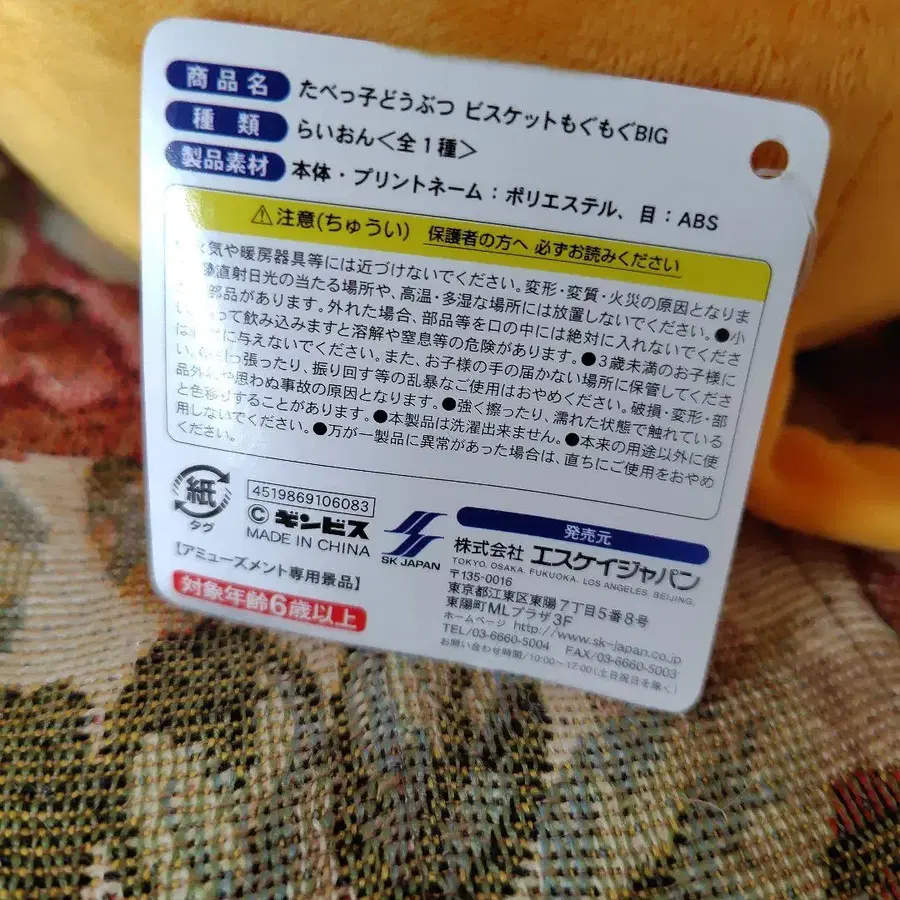 商品名 たべっ子どうぶつ ビスケットもぐもぐBIG
種類 らいおん<全1種>
製品素材 本体・プリントネーム:ポリエステル、目:ABS
⚠注意(ちゅうい) 保護者の方へ 必ずお読みください
火気や暖房器具等には近づけないでください。変形・変質・火災の原因となりま
直射日光の当たる場所や、高温・多湿な場所には放置しないでください。●小
部品があります。外れた場合、部品等を口の中には絶対に入れないでくださ
って飲み込みますと溶解や窒息等の危険があります。●3歳未満のお子様に
は 与えないでください。また、お子様の手の届かない場所に保管してくださ
い。 っ張ったり、振り回す等の乱暴なご使用はおやめください。破損・変形・部
品外 や思わぬ事故の原因となります。●強く擦ったり、濡れた状態で触れている
と色移りすることがあります。●本製品は洗濯出来ません。●本来の用途以外に使
用しないでください。●万が一製品に異常があった場合は、直ちにご使用をおやめ
ください。
紙
タグ
4519869106083
© ギンビス
MADE IN CHINA
SK JAPAN
【アミューズメント専用景品】
対象年齢6歳以上
発売元
株式会社 エスケイジャパン
TOKYO. OSAKA. FUKUOKA. LOS ANGELES. BEIJING.
〒135-0016
東京都江東区東陽7丁目5番8号
東陽町MLプラザ3F
ホームページ http://www.sk-japan.co.jp
TEL/03-6660-5004 FAX/03-6660-5003
お問い合わせ時間/10:00~17:00(土日祝日を除く)